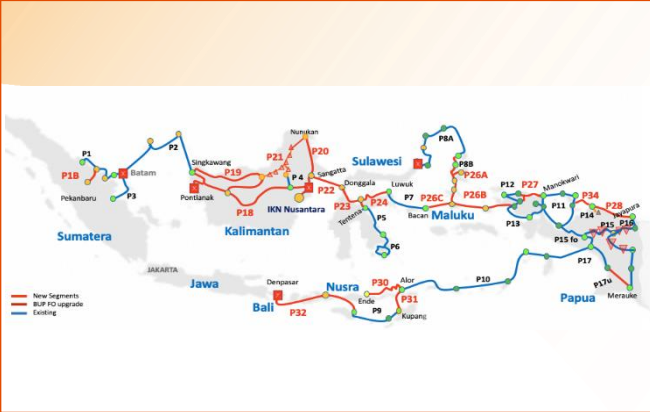 P8A
P2
Nunukan
P1
P21
P20
Sulawesi
P8B
Singkawang
P19
P26A
P1B
Batam
Sangatta
Manokwari
P 4
P22
Donggala
Luwuk
P12
P27
P34
Pekanbaru
P3
Pontianak
P24
P7
P26C
P26B
P28
P18
IKN Nusantara
P23
Bacan
Maluku
P11
P14
Jayapura
Tentena
P13
P15
P16
Kalimantan
P5
P15 fo
Sumatera
P6
P17
JAKARTA
Denpasar
Nusra
P30
Alor
P10
Jawa
P17u
New Segments
Ende
P31
Papua
Merauke
BUP FO upgrade
Bali
P32
P9
Kupang
Existing